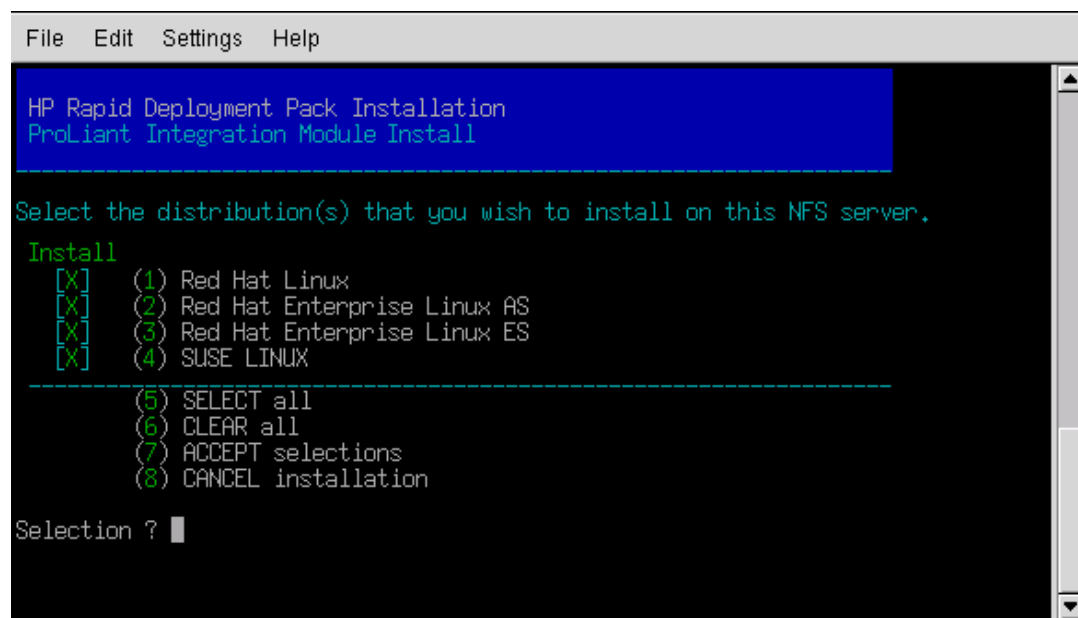 File Edit Settings Help
HP Rapid Deployment Pack Installation
ProLiant Integration Module Install
Select the distribution(s) that you wish to install on this NFS server.
Install
[X] (1) Red Hat Linux
[X] (2) Red Hat Enterprise Linux AS
[X] (3) Red Hat Enterprise Linux ES
[X] (4) SUSE LINUX
(5) SELECT all
(6) CLEAR all
(7) ACCEPT selections
(8) CANCEL installation
Selection ?